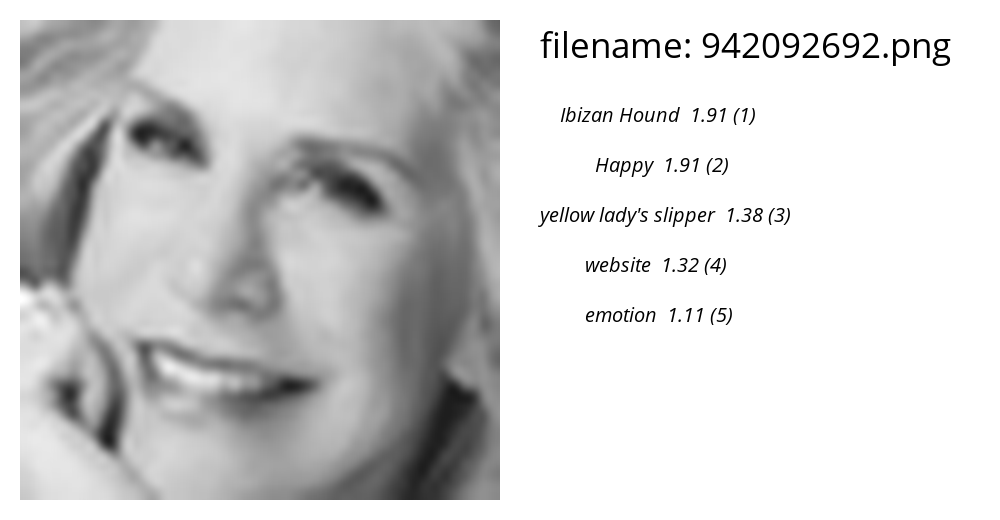 filename: 942092692.png
Ibizan Hound 1.91 (1)
Happy 1.91 (2)
yellow lady's slipper 1.38 (3)
website 1.32 (4)
emotion 1.11 (5)